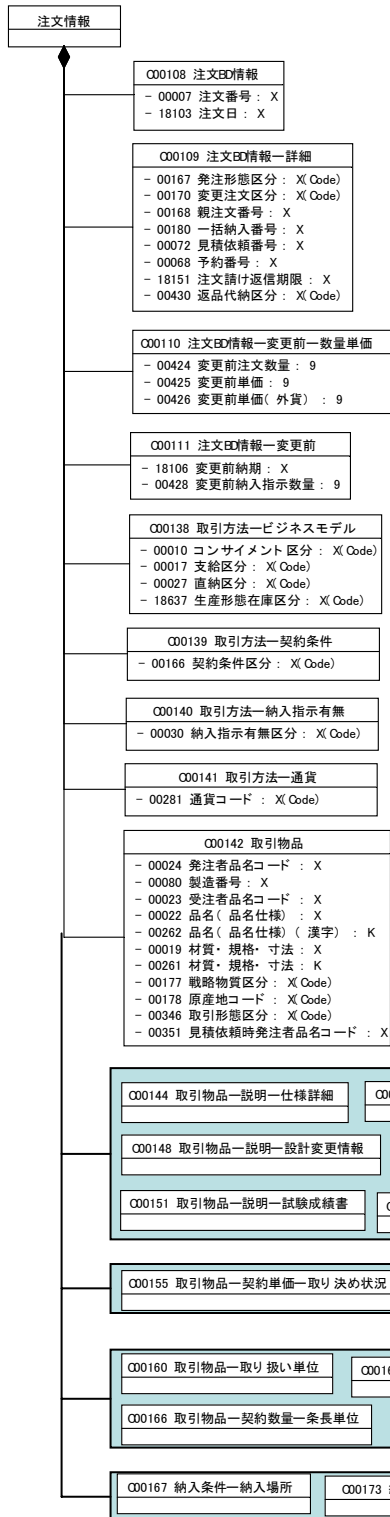 注文情報
C00108 注文BD情報
- 00007 注文番号 : X
- 18103 注文日 : X
C00109 注文BD情報ー詳細
- 00167 発注形態区分 : X(Code)
- 00170 変更注文区分 : X(Code)
- 00168 親注文番号 : X
- 00180 一括納入番号 : X
- 00072 見積依頼番号 : X
- 00068 予約番号 : X
- 18151 注文請け返信期限 : X
- 00430 返品代納区分 : X(Code)
C00110 注文BD情報ー変更前ー数量単価
- 00424 変更前注文数量 : 9
- 00425 変更前単価 : 9
- 00426 変更前単価( 外貨) : 9
C00111 注文BD情報ー変更前
- 18106 変更前納期 : X
- 00428 変更前納入指示数量 : 9
C00138 取引方法ービジネスモデル
- 00010 コンサイメント区分 : X(Code)
- 00017 支給区分 : X(Code)
- 00027 直納区分 : X(Code)
- 18637 生産形態在庫区分 : X(Code)
C00139 取引方法ー契約条件
- 00166 契約条件区分 : X(Code)
C00140 取引方法ー納入指示有無
- 00030 納入指示有無区分 : X(Code)
C00141 取引方法ー通貨
- 00281 通貨コード : X(Code)
C00142 取引物品
- 00024 発注者品名コード : X
- 00080 製造番号 : X
- 00023 受注者品名コード : X
- 00022 品名( 品名仕様) : X
- 00262 品名( 品名仕様) ( 漢字) : K
- 00019 材質・規格・寸法 : X
- 00261 材質・規格・寸法 : K
- 00177 戦略物質区分 : X(Code)
- 00178 原産地コード : X(Code)
- 00346 取引形態区分 : X(Code)
- 00351 見積依頼時発注者品名コード : X
C00144 取引物品ー説明ー仕様詳細
C00148 取引物品ー説明ー設計変更情報
C00151 取引物品ー説明ー試験成績書
C00155 取引物品ー契約単価ー取り決め状況
C00160 取引物品ー取り扱い単位
C00166 取引物品ー契約数量ー条長単位
C00167 納入条件ー納入場所
C00173